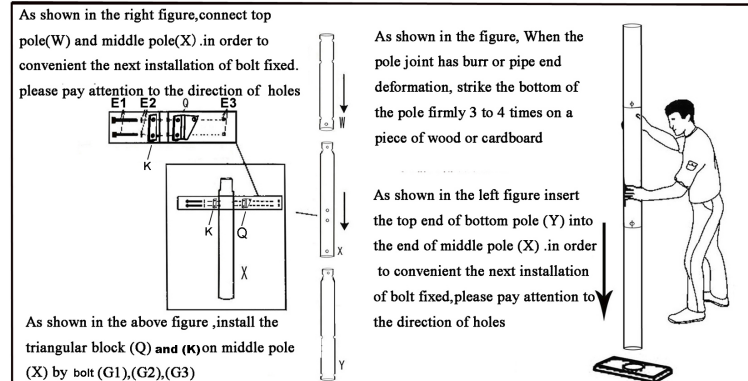 As shown in the right figure,connect top
pole(W) and middle pole(X) .in order to
convenient the next installation of bolt fixed.
please pay attention to the direction of holes
E1 E2 Q E3
K
K Q
X
As shown in the above figure ,install the
triangular block (Q) and (K)on middle pole
(X) by bolt (G1),(G2),(G3)
W
X
Y
As shown in the figure, When the
pole joint has burr or pipe end
deformation, strike the bottom of
the pole firmly 3 to 4 times on a
piece of wood or cardboard
As shown in the left figure insert
the top end of bottom pole (Y) into
the end of middle pole (X) .in order
to convenient the next installation
of bolt fixed,please pay attention to
the direction of holes